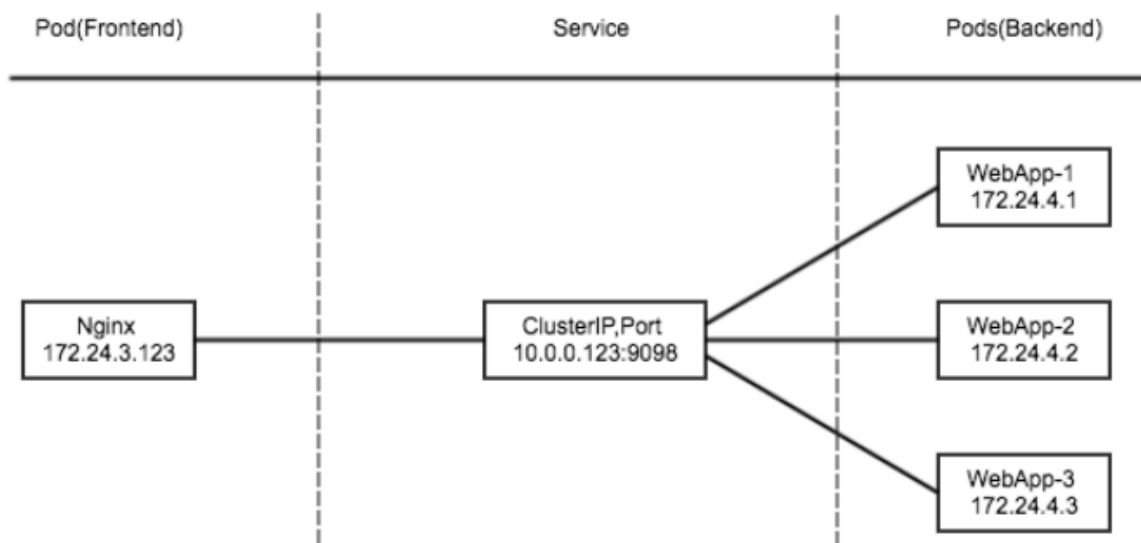 Pod(Frontend)
Service
Pods(Backend)
WebApp-1
172.24.4.1
Nginx
172.24.3.123
ClusterIP,Port
10.0.0.123:9098
WebApp-2
172.24.4.2
WebApp-3
172.24.4.3